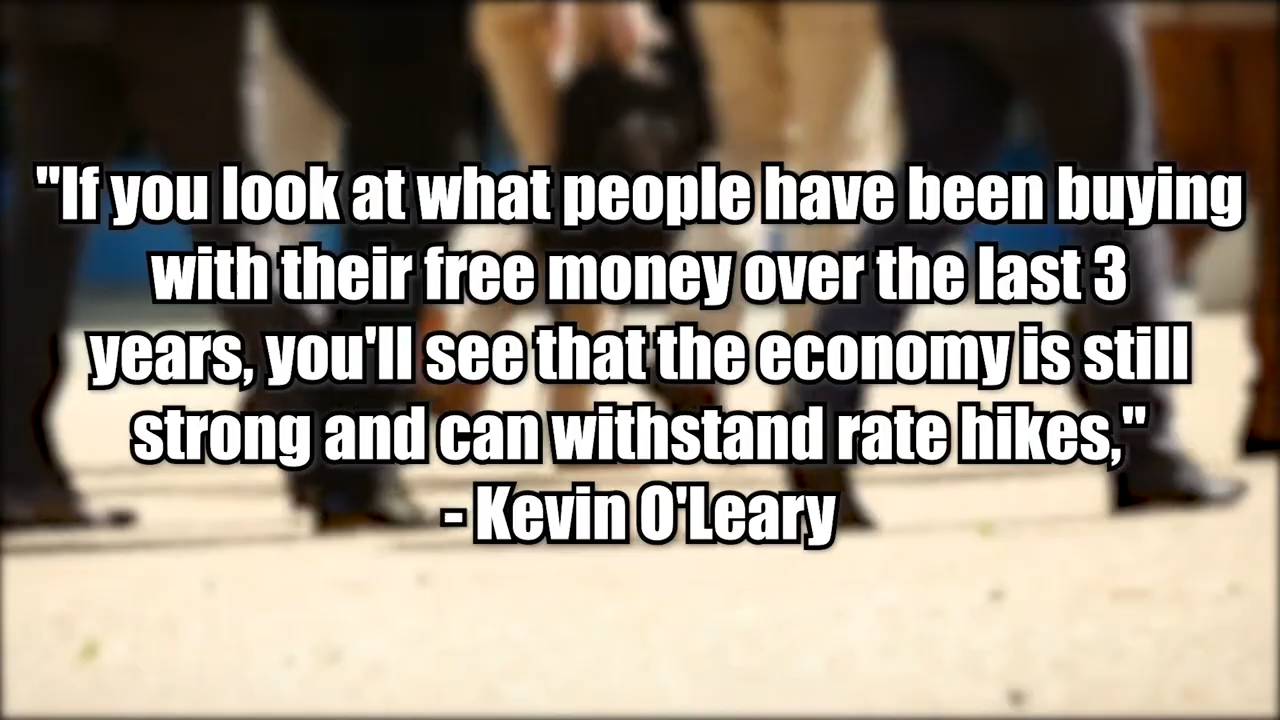 "If you look at what people have been buying
with their free money over the last 3
years, you'll see that the economy is still
strong and can withstand rate hikes,"
- Kevin O'Leary